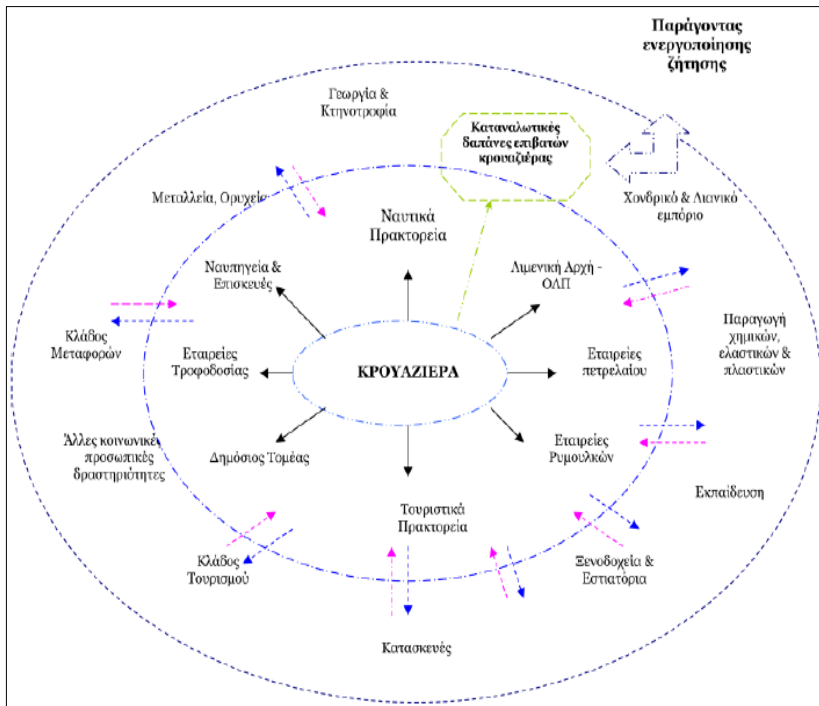 Παράγοντας
ενεργοποίησης
ζήτησης
Γεωργία &
Κτηνοτροφία
Καταναλωτικές
δαπάνες επιβατών
κρουαζιέρας
Μεταλλεία, Ορυχεία
Χονδρικό & Λιανικό
εμπόριο
Ναυτικά
Πρακτορεία
Ναυπηγεία &
Επισκευές
Λιμενική Αρχή -
ΟΛΠ
Κλάδος
Μεταφορών
Εταιρείες
Τροφοδοσίας
ΚΡΟΥΑΖΙΕΡΑ
Εταιρείες
πετρελαίου
Παραγωγή
χημικών,
ελαστικών &
πλαστικών
Άλλες κοινωνικές
προσωπικές
δραστηριότητες
Δημόσιος Τομέας
Εταιρείες
Ρυμουλκών
Εκπαίδευση
Τουριστικά
Πρακτορεία
Κλάδος
Τουρισμού
Ξενοδοχεία &
Εστιατόρια
Κατασκευές